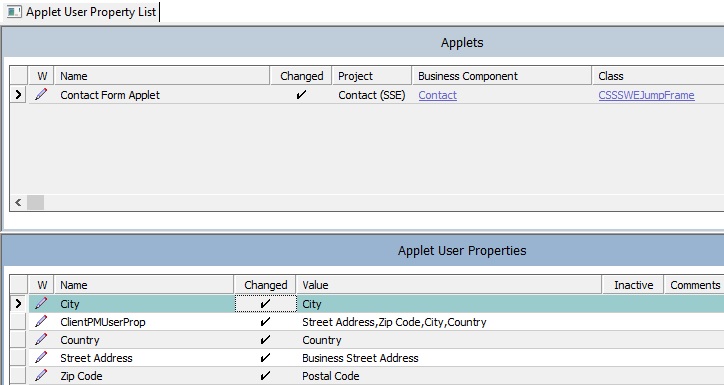 Applet User Property List
Applets
W Name Changed Project Business Component Class
Contact Form Applet Contact (SSE) Contact CSSSWEJumpFrame
Applet User Properties
W Name Changed Value Inactive Comments
City City
ClientPMUserProp Street Address,Zip Code,City,Country
Country Country
Street Address Business Street Address
Zip Code Postal Code